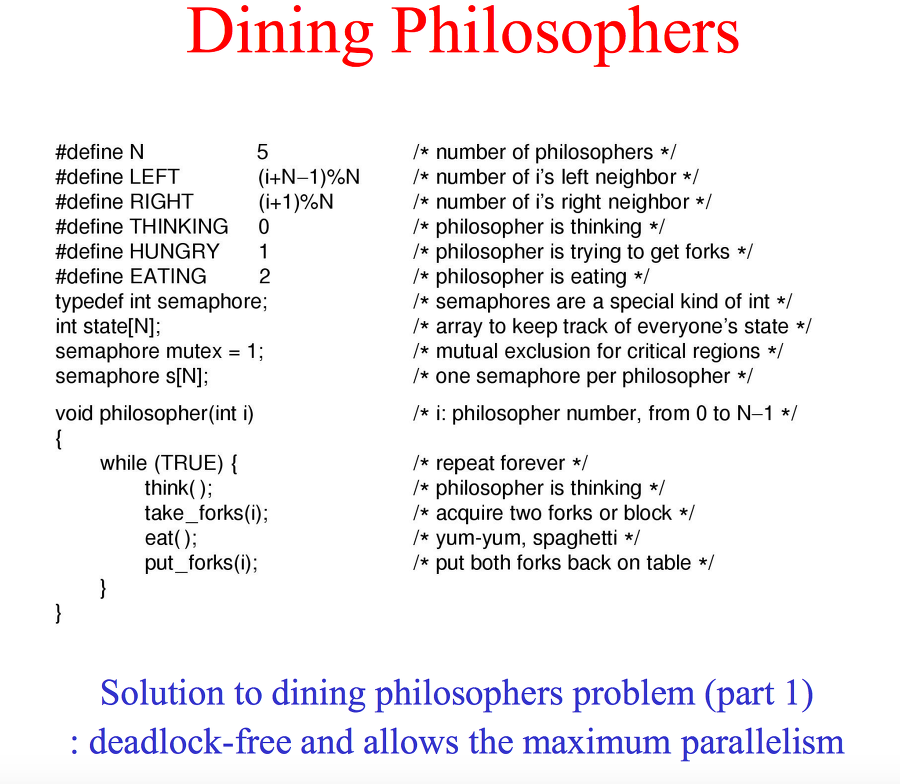 Dining Philosophers
#define N 5 /* number of philosophers */
#define LEFT (i+N−1)%N /* number of i's left neighbor */
#define RIGHT (i+1)%N /* number of i's right neighbor */
#define THINKING 0 /* philosopher is thinking */
#define HUNGRY 1 /* philosopher is trying to get forks */
#define EATING 2 /* philosopher is eating */
typedef int semaphore; /* semaphores are a special kind of int */
int state[N]; /* array to keep track of everyone's state */
semaphore mutex = 1; /* mutual exclusion for critical regions */
semaphore s[N]; /* one semaphore per philosopher */
void philosopher(int i) /* i: philosopher number, from 0 to N−1 */
{
while (TRUE) { /* repeat forever */
think( ); /* philosopher is thinking */
take_forks(i); /* acquire two forks or block */
eat( ); /* yum-yum, spaghetti */
put_forks(i); /* put both forks back on table */
}
}
Solution to dining philosophers problem (part 1)
: deadlock-free and allows the maximum parallelism